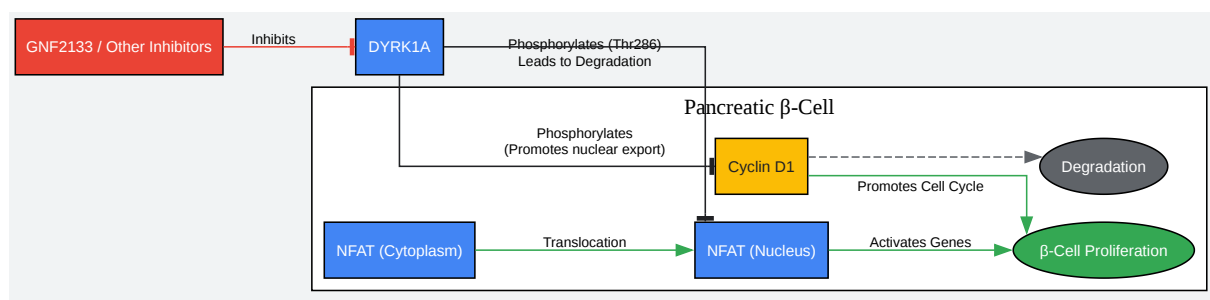 GNF2133 / Other Inhibitors
Inhibits
DYRK1A
Phosphorylates (Thr286)
Leads to Degradation
Pancreatic β-Cell
Phosphorylates
(Promotes nuclear export)
Cyclin D1
Degradation
Promotes Cell Cycle
NFAT (Cytoplasm)
Translocation
NFAT (Nucleus)
Activates Genes
β-Cell Proliferation